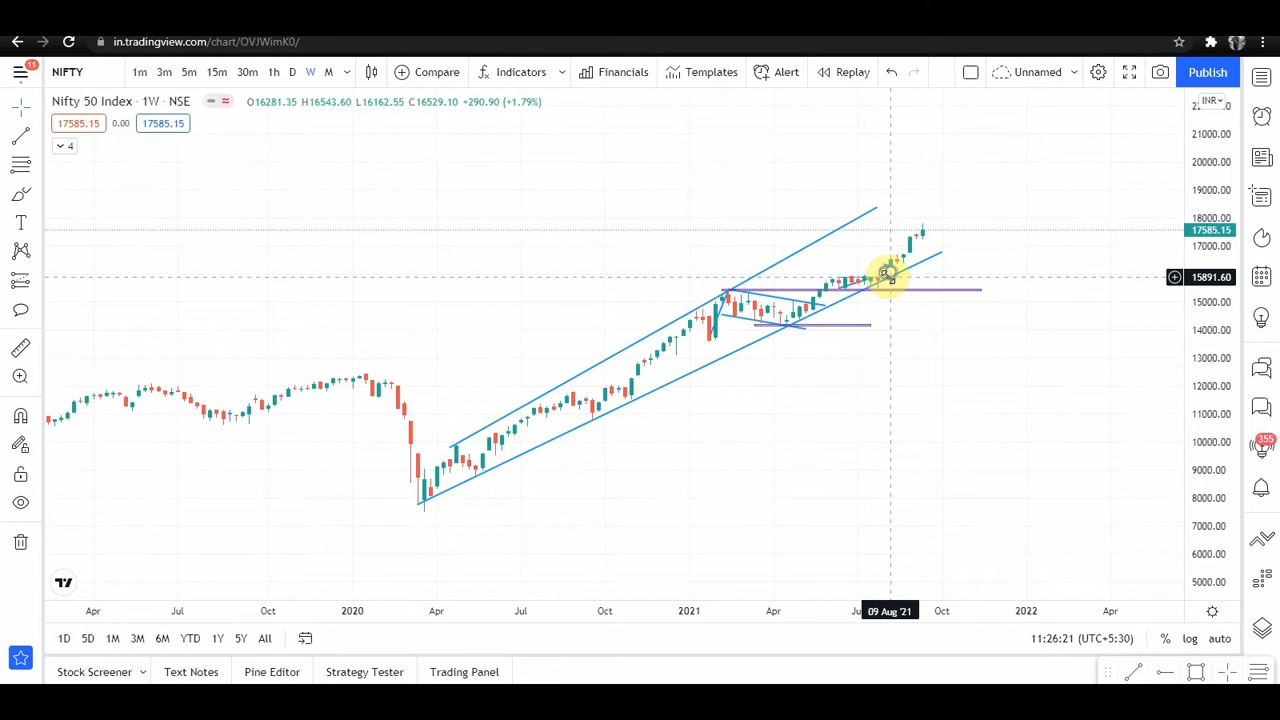 in.tradingview.com/chart/OVJWimK0/
11
NIFTY 1m 3m 5m 15m 30m 1h D W M Compare Indicators Financials Templates Alert Replay Unnamed Publish
Nifty 50 Index · 1W · NSE O16281.35 H16543.60 L16162.55 C16529.10 +290.90 (+1.79%)
INR
17585.15 0.00 17585.15
4
21000.00
20000.00
19000.00
18000.00
17585.15
17000.00
15891.60
15000.00
14000.00
13000.00
12000.00
11000.00
10000.00
9000.00
8000.00
7000.00
6000.00
5000.00
355
Apr Jul Oct 2020 Apr Jul Oct 2021 Apr 09 Aug '21 Oct 2022 Apr
1D 5D 1M 3M 6M YTD 1Y 5Y All 11:26:21 (UTC+5:30) % log auto
Stock Screener Text Notes Pine Editor Strategy Tester Trading Panel